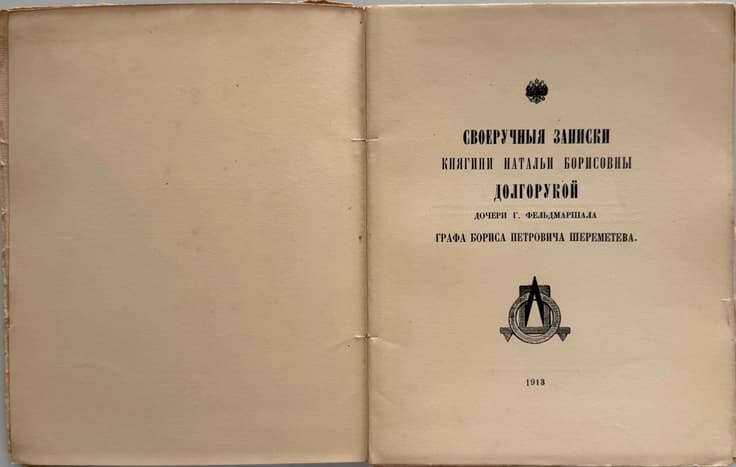 СВОЕРУЧНЫЯ ЗАПИСКИ
КНЯГИНИ НАТАЛЬИ БОРИСОВНЫ
ДОЛГОРУКОЙ
ДОЧЕРИ Г. ФЕЛЬДМАРШАЛА
ГРАФА БОРИСА ПЕТРОВИЧА ШЕРЕМЕТЕВА.
1913